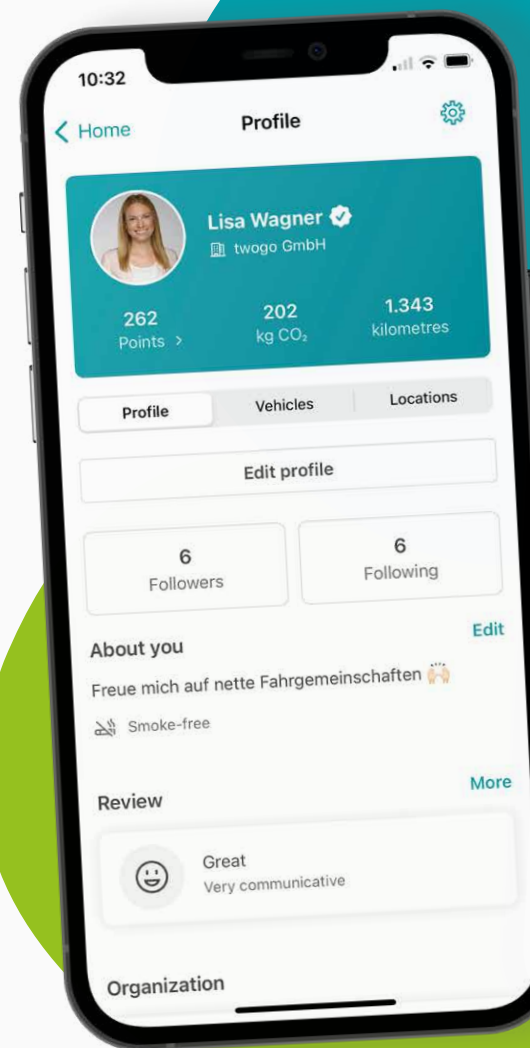 10:32
Home
Profile
Lisa Wagner
twogo GmbH
262
Points >
202
kg CO₂
1.343
kilometres
Profile
Vehicles
Locations
Edit profile
6
Followers
6
Following
About you
Edit
Freue mich auf nette Fahrgemeinschaften 🙌🏻
Smoke-free
Review
More
Great
Very communicative
Organization